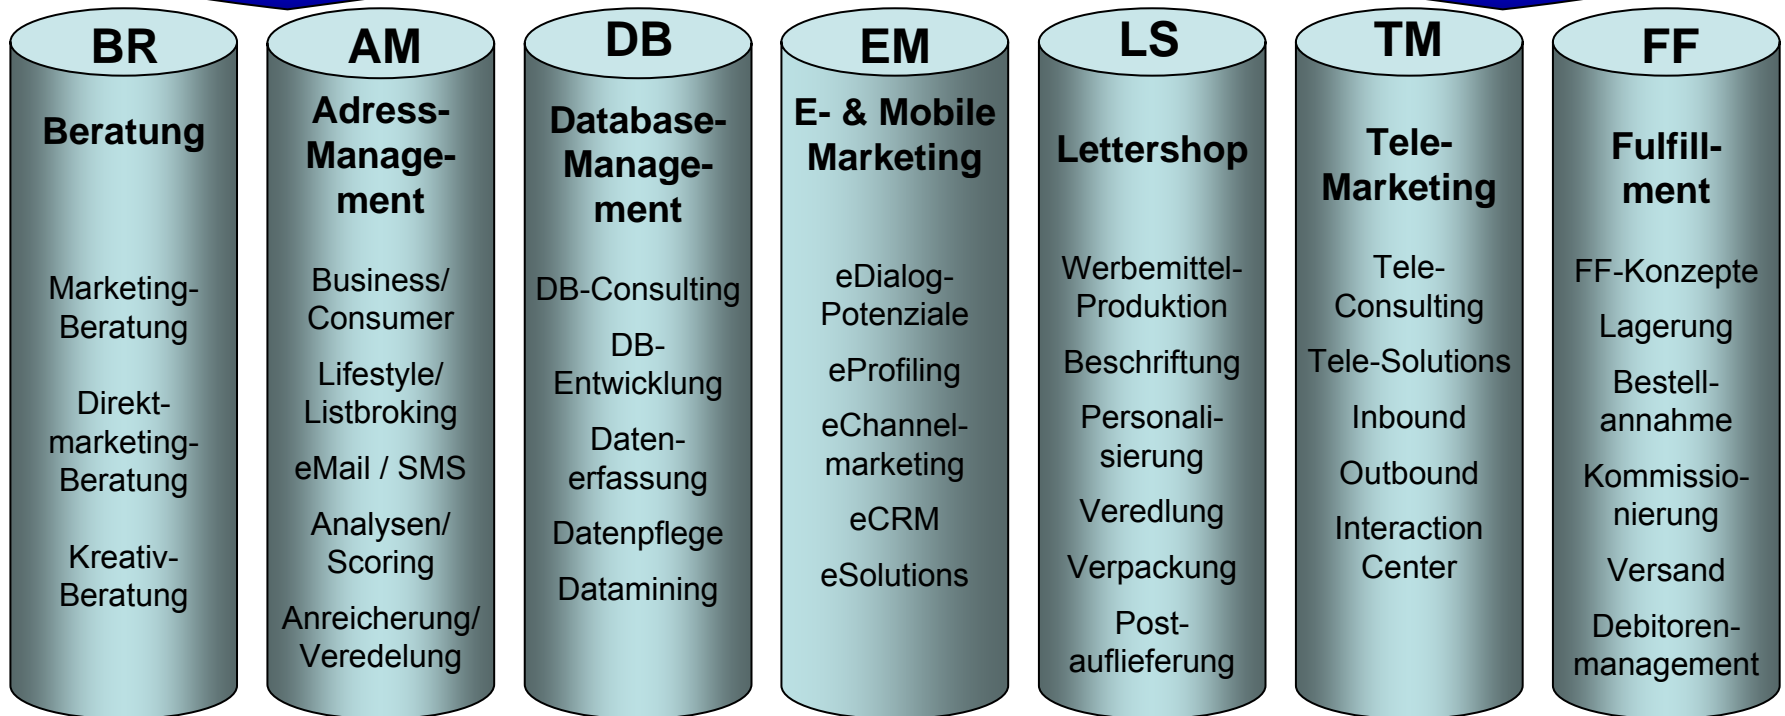 BR
Beratung
Marketing-
Beratung
Direkt-
marketing-
Beratung
Kreativ-
Beratung
AM
Adress-
Manage-
ment
Business/
Consumer
Lifestyle/
Listbroking
eMail / SMS
Analysen/
Scoring
Anreicherung/
Veredelung
DB
Database-
Manage-
ment
DB-Consulting
DB-
Entwicklung
Daten-
erfassung
Datenpflege
Datamining
EM
E- & Mobile
Marketing
eDialog-
Potenziale
eProfiling
eChannel-
marketing
eCRM
eSolutions
LS
Lettershop
Werbemittel-
Produktion
Beschriftung
Personali-
sierung
Veredlung
Verpackung
Post-
auflieferung
TM
Tele-
Marketing
Tele-
Consulting
Tele-Solutions
Inbound
Outbound
Interaction
Center
FF
Fulfill-
ment
FF-Konzepte
Lagerung
Bestell-
annahme
Kommissio-
nierung
Versand
Debitoren-
management